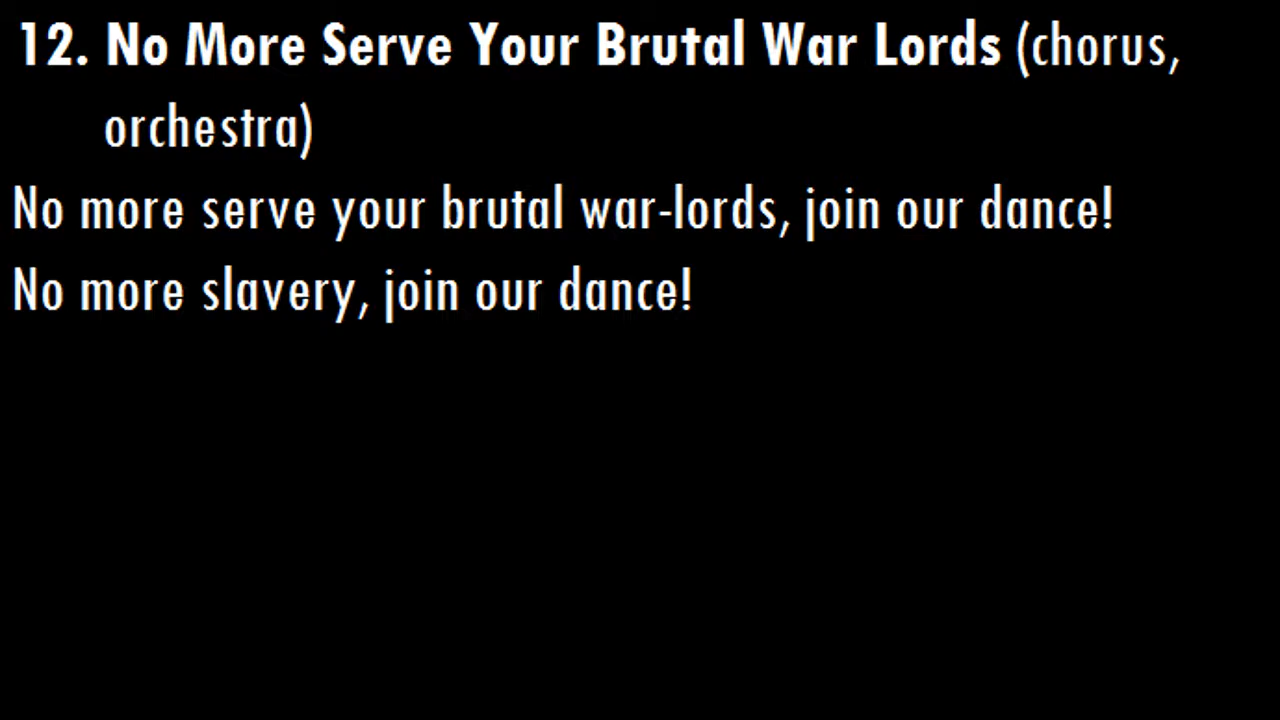 12. No More Serve Your Brutal War Lords (chorus,
orchestra)
No more serve your brutal war-lords, join our dance!
No more slavery, join our dance!